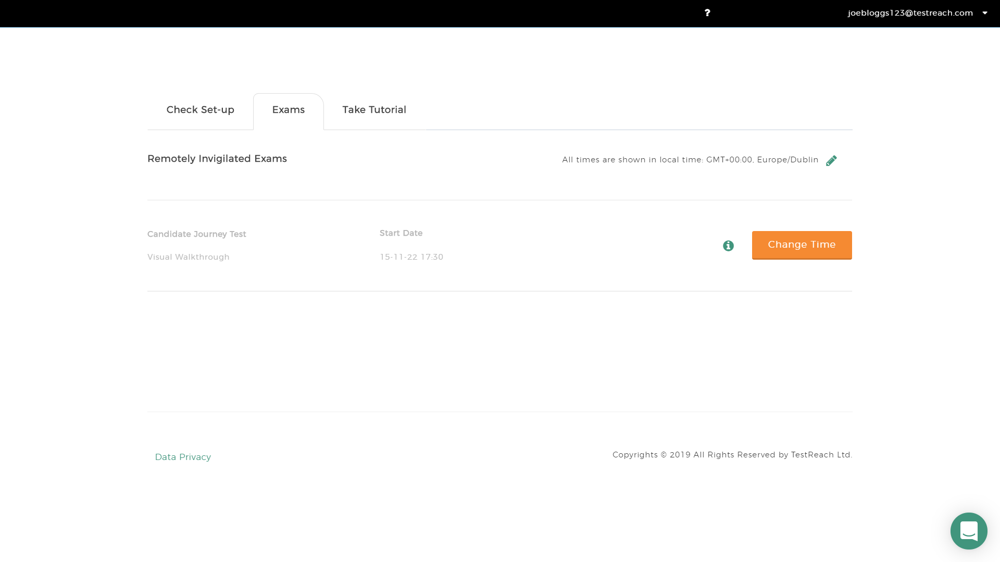 ?
joebloggs123@testreach.com
Check Set-up
Exams
Take Tutorial
Remotely Invigilated Exams
All times are shown in local time: GMT+00:00, Europe/Dublin
Candidate Journey Test
Start Date
Change Time
Visual Walkthrough
15-11-22 17:30
Data Privacy
Copyrights © 2019 All Rights Reserved by TestReach Ltd.